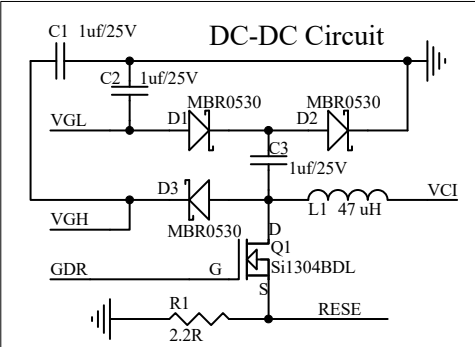 C1 1uf/25V
DC-DC Circuit
C2 1uf/25V
MBR0530 MBR0530
VGL D1 D2
C3
1uf/25V
D3 VCI
L1 47 uH
VGH
MBR0530 D
Q1
GDR G Si1304BDL
S
R1 RESE
2.2R